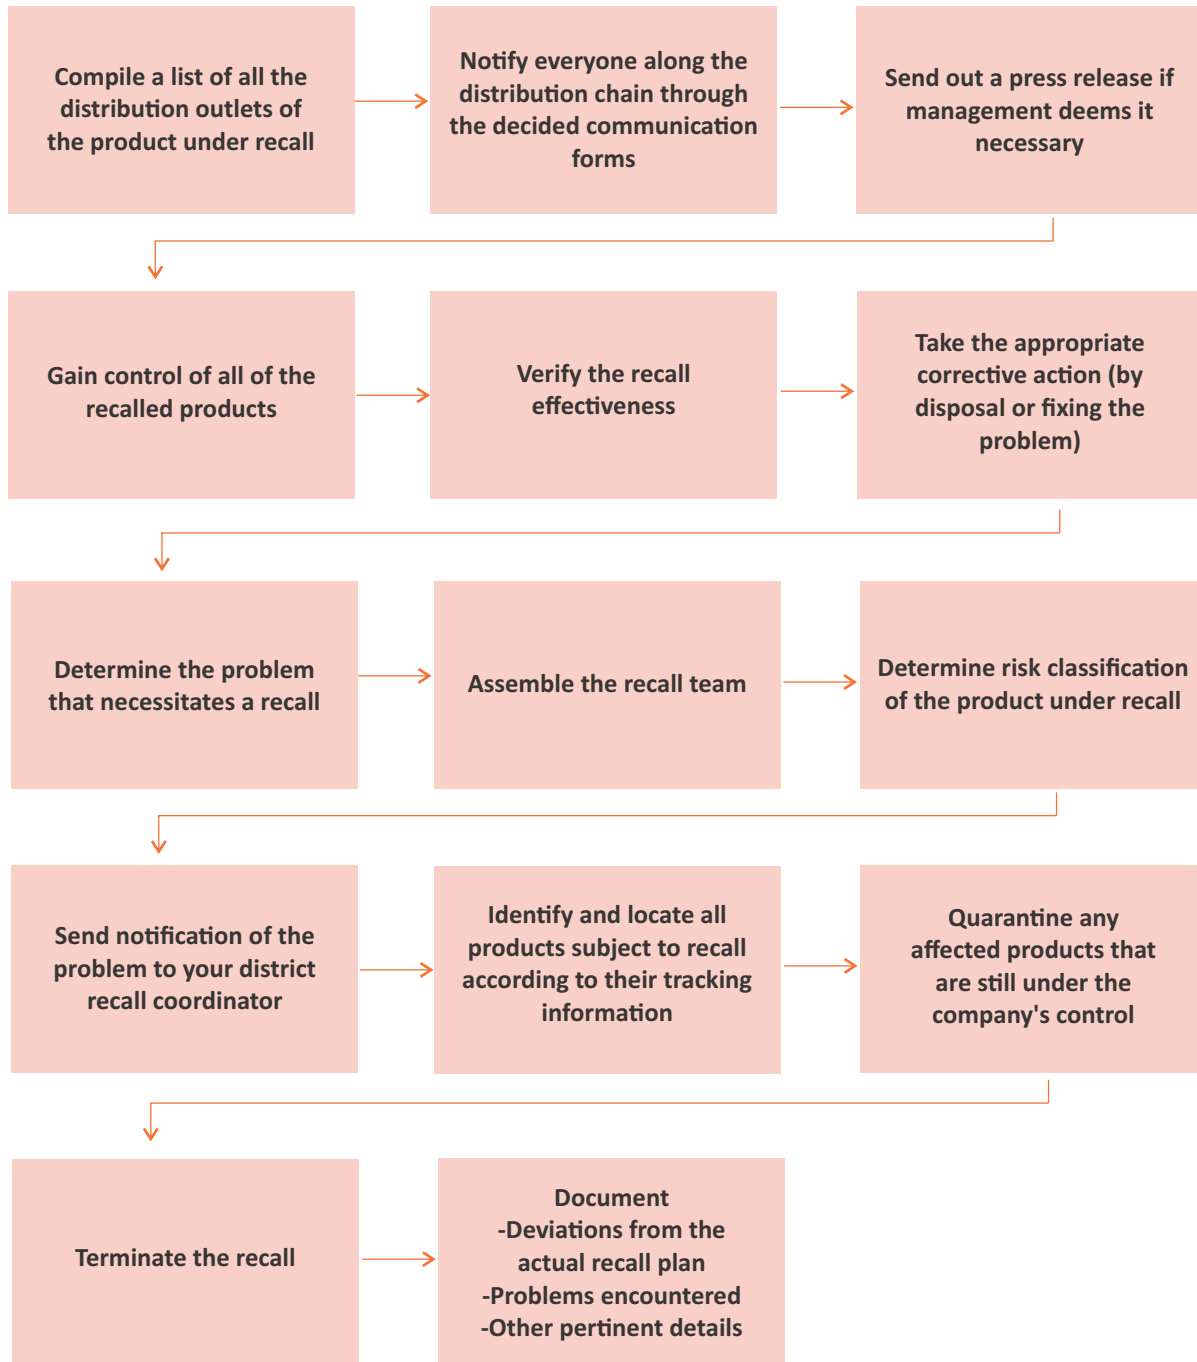 Compile a list of all the
distribution outlets of
the product under recall
Notify everyone along the
distribution chain through
the decided communication
forms
Send out a press release if
management deems it
necessary
Gain control of all of the
recalled products
Verify the recall
effectiveness
Take the appropriate
corrective action (by
disposal or fixing the
problem)
Determine the problem
that necessitates a recall
Assemble the recall team
Determine risk classification
of the product under recall
Send notification of the
problem to your district
recall coordinator
Identify and locate all
products subject to recall
according to their tracking
information
Quarantine any
affected products that
are still under the
company's control
Terminate the recall
Document
-Deviations from the
actual recall plan
-Problems encountered
-Other pertinent details